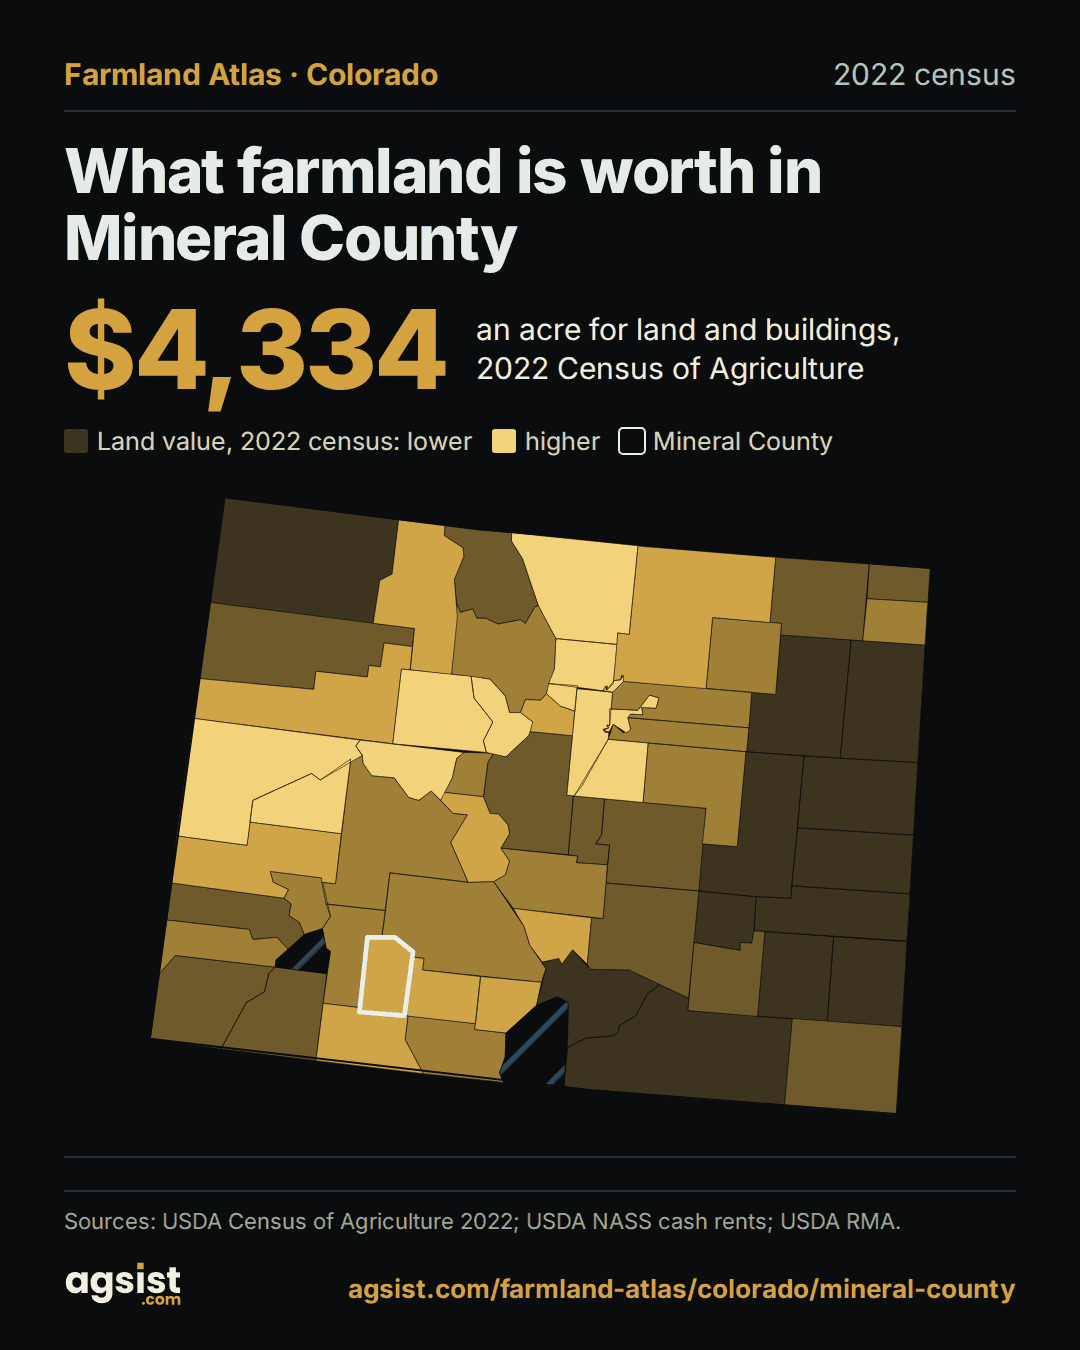 Farmland Atlas · Colorado
2022 census
What farmland is worth in
Mineral County
$4,334
an acre for land and buildings,
2022 Census of Agriculture
Land value, 2022 census: lower
higher
Mineral County
Sources: USDA Census of Agriculture 2022; USDA NASS cash rents; USDA RMA.
agsist
.com
agsist.com/farmland-atlas/colorado/mineral-county